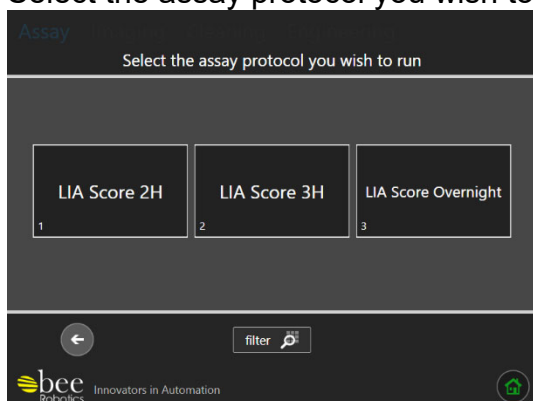 Select the assay protocol you wish to
Assay
Select the assay protocol you wish to run
LIA Score 2H
1
LIA Score 3H
2
LIA Score Overnight
3
filter
bee
Robotics
Innovators in Automation